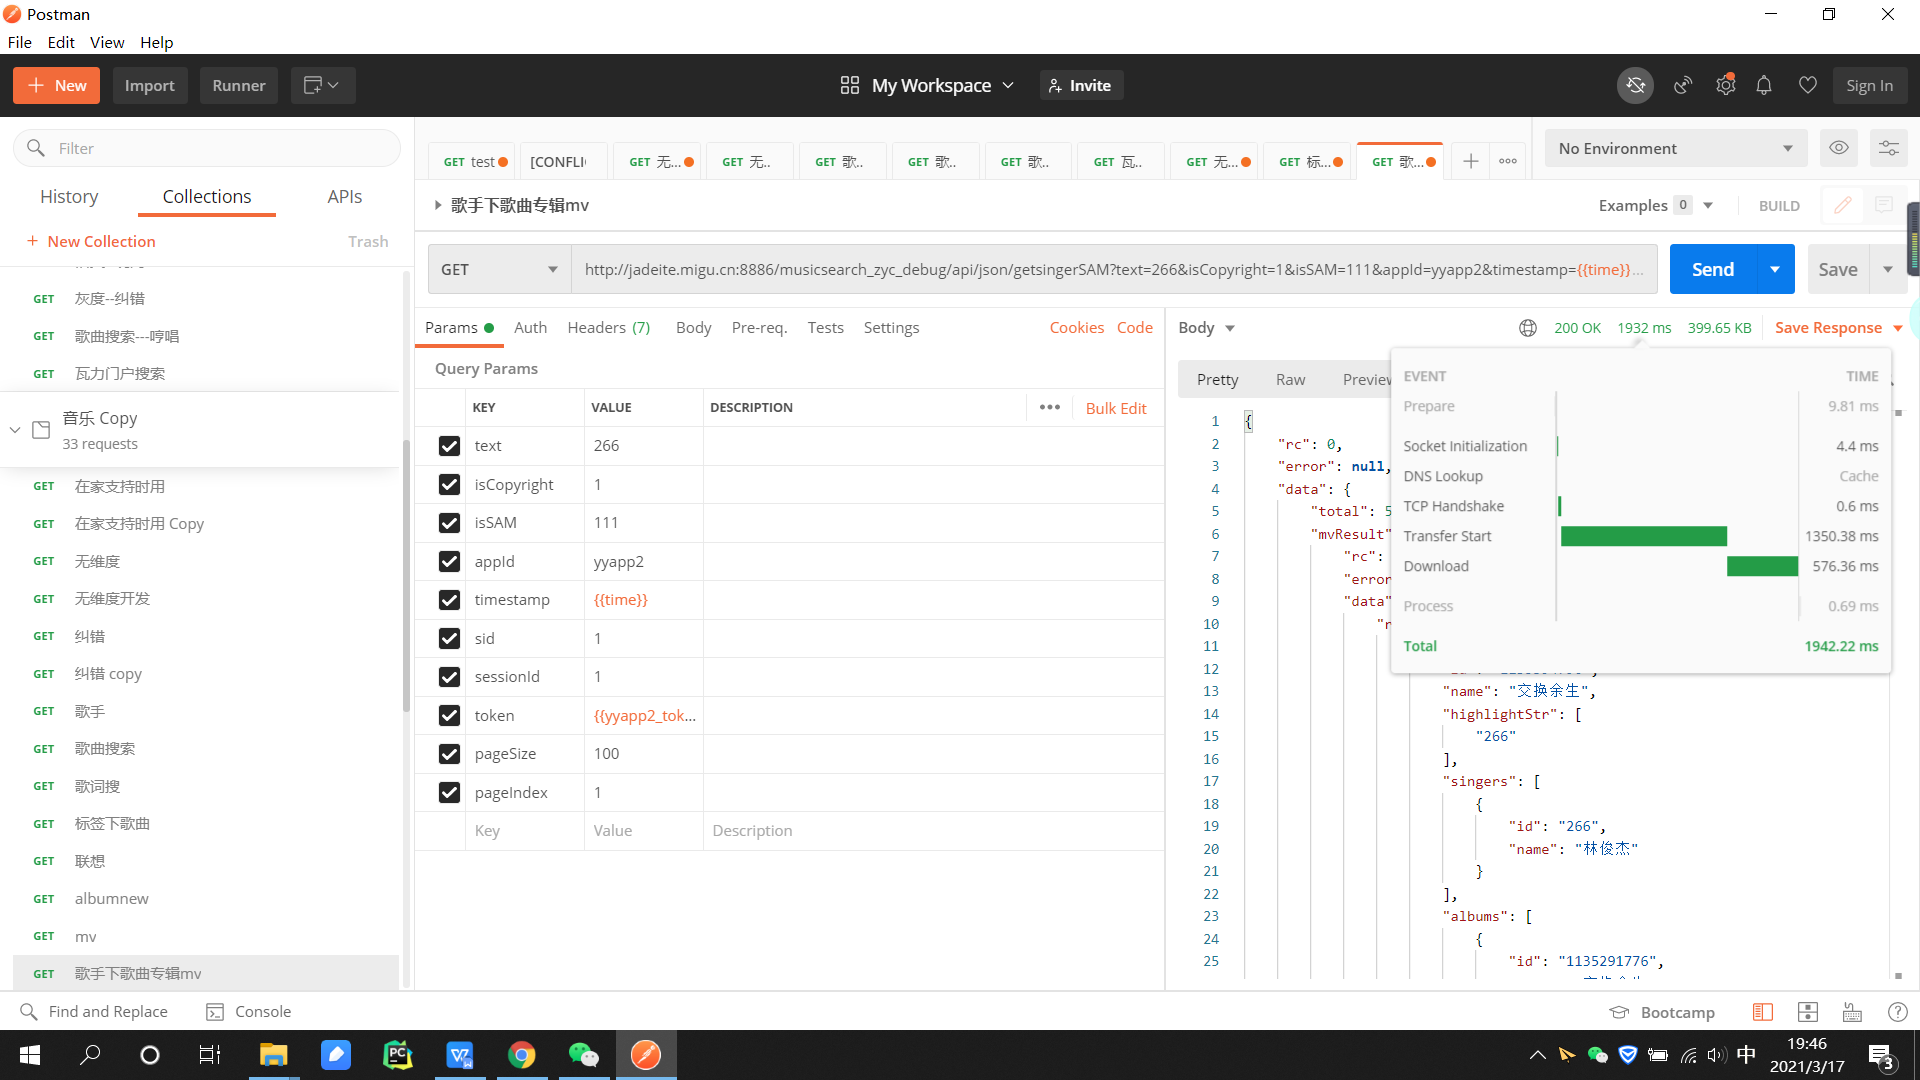 Postman
File Edit View Help
New Import Runner My Workspace Invite Sign In
Filter
History Collections APIs
New Collection Trash
GET 灰度--纠错
GET 歌曲搜索---哼唱
GET 瓦力门户搜索
音乐 Copy
33 requests
GET 在家支持时用
GET 在家支持时用 Copy
GET 无维度
GET 无维度开发
GET 纠错
GET 纠错 copy
GET 歌手
GET 歌曲搜索
GET 歌词搜
GET 标签下歌曲
GET 联想
GET albumnew
GET mv
GET 歌手下歌曲专辑mv
GET test [CONFLI GET 无... GET 无.. GET 歌.. GET 歌.. GET 歌.. GET 瓦.. GET 无... GET 标... GET 歌...
No Environment
歌手下歌曲专辑mv
Examples 0 BUILD
GET http://jadeite.migu.cn:8886/musicsearch_zyc_debug/api/json/getsingerSAM?text=266&isCopyright=1&isSAM=111&appId=yyapp2&timestamp={{time}}...
Send Save
Params Auth Headers (7) Body Pre-req. Tests Settings Cookies Code
Query Params
KEY VALUE DESCRIPTION Bulk Edit
text 266
isCopyright 1
isSAM 111
appId yyapp2
timestamp {{time}}
sid 1
sessionId 1
token {{yyapp2_tok...
pageSize 100
pageIndex 1
Key Value Description
Body 200 OK 1932 ms 399.65 KB Save Response
Pretty Raw Preview
EVENT TIME
Prepare 9.81 ms
Socket Initialization 4.4 ms
DNS Lookup Cache
TCP Handshake 0.6 ms
Transfer Start 1350.38 ms
Download 576.36 ms
Process 0.69 ms
Total 1942.22 ms
1 {
2 "rc": 0,
3 "error": null,
4 "data": {
5 "total": 5
6 "mvResult"
7 "rc":
8 "error
9 "data"
10 "r
11
12
13 "name": "交换余生",
14 "highlightStr": [
15 "266"
16 ],
17 "singers": [
18 {
19 "id": "266",
20 "name": "林俊杰"
21 }
22 ],
23 "albums": [
24 {
25 "id": "1135291776",
Find and Replace Console Bootcamp
中 19:46
2021/3/17
3